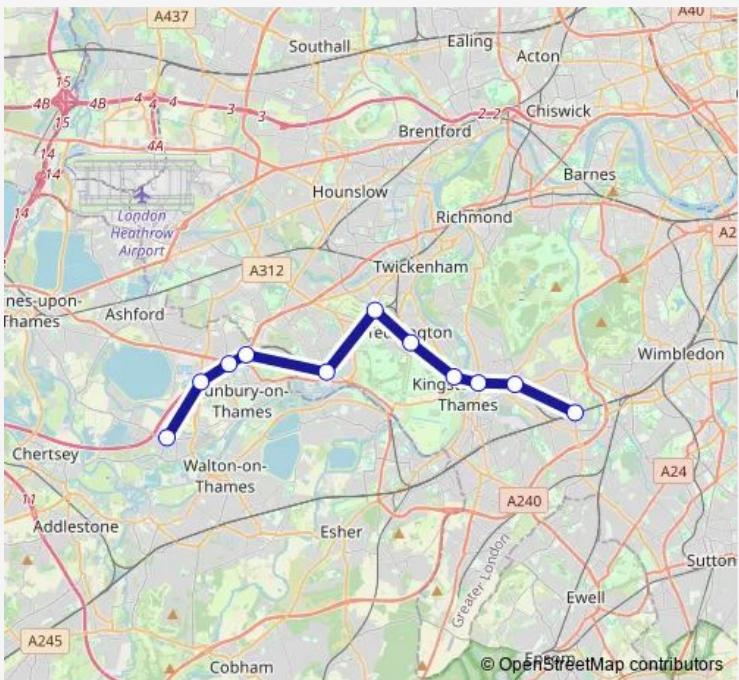 A437
A40
Southall
Ealing
Acton
15
4B
4B
4
4
4
3
3
2
2
Chiswick
15
4A
Brentford
14
14
Barnes
Hounslow
14
London
Heathrow
Airport
Richmond
A2
A312
Twickenham
nes-upon-
Thames
Ashford
Wimbledon
unbury-on-
Thames
Thames
Chertsey
Walton-on-
Thames
A24
11
A240
Addlestone
Esher
Greater London
Sutton
Ewell
A245
Cobham
Epsom
© OpenStreetMap contributors